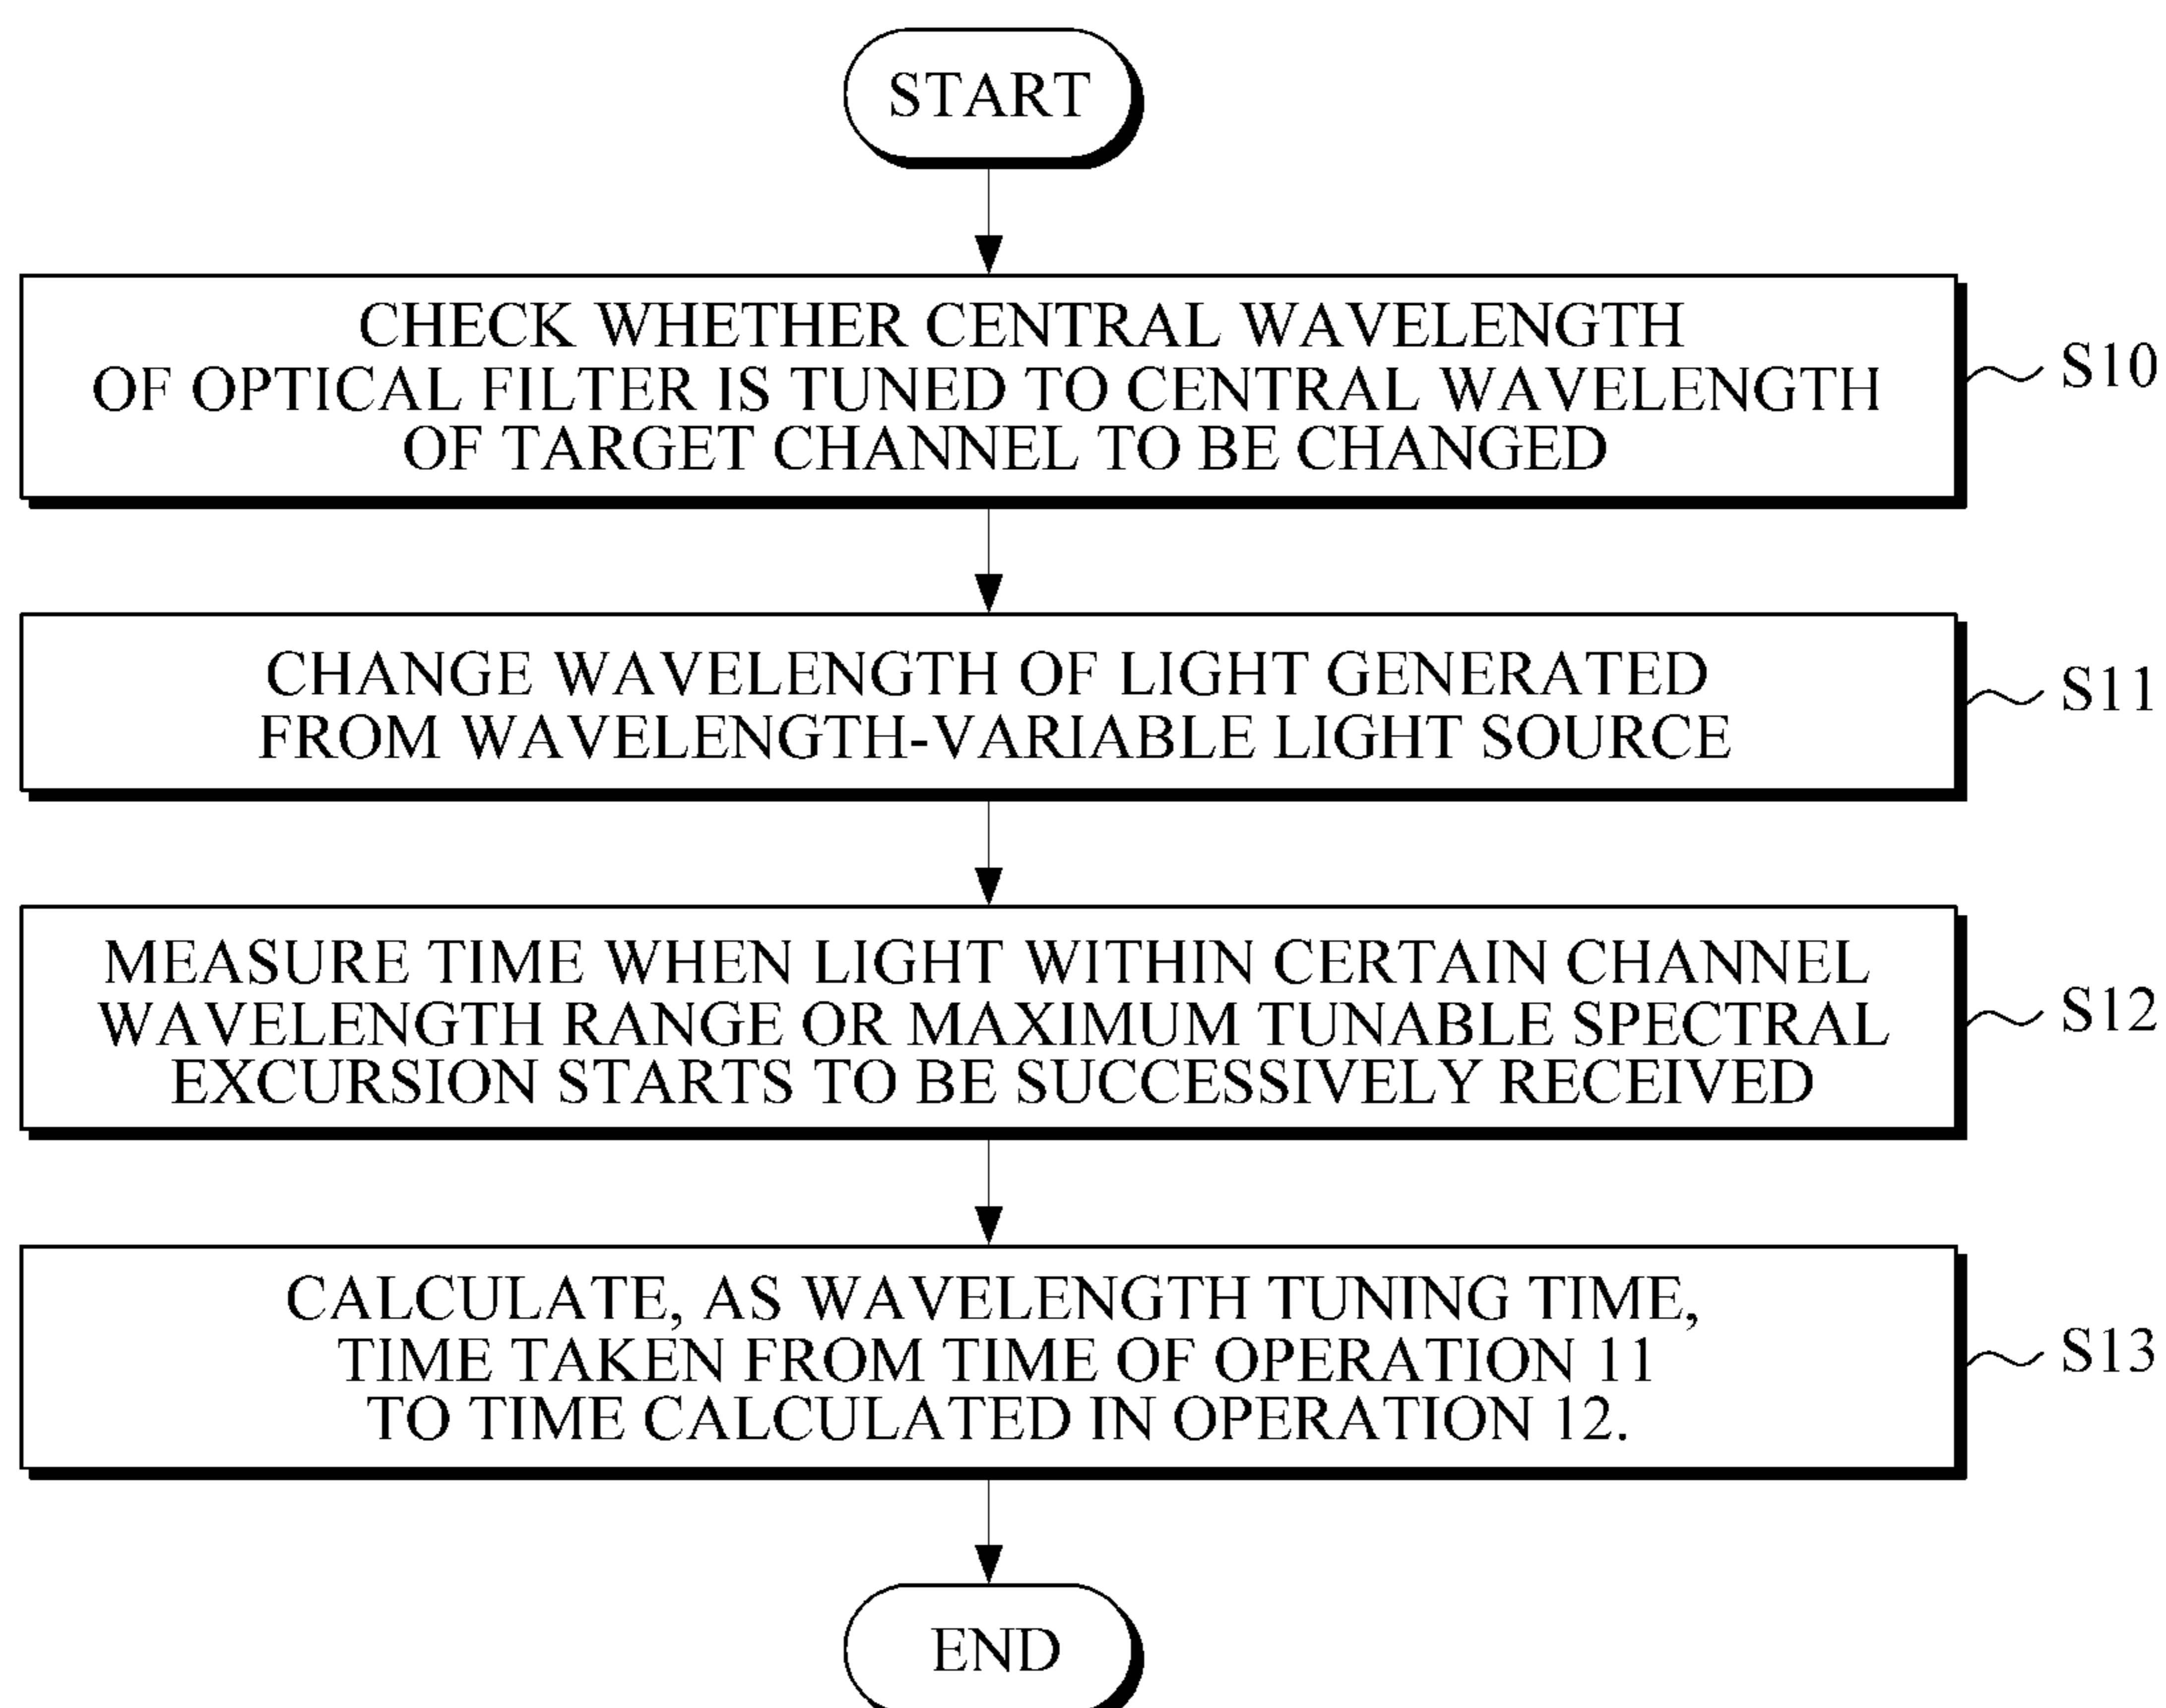 START
CHECK WHETHER CENTRAL WAVELENGTH
OF OPTICAL FILTER IS TUNED TO CENTRAL WAVELENGTH
OF TARGET CHANNEL TO BE CHANGED
S10
CHANGE WAVELENGTH OF LIGHT GENERATED
FROM WAVELENGTH-VARIABLE LIGHT SOURCE
S11
MEASURE TIME WHEN LIGHT WITHIN CERTAIN CHANNEL
WAVELENGTH RANGE OR MAXIMUM TUNABLE SPECTRAL
EXCURSION STARTS TO BE SUCCESSIVELY RECEIVED
S12
CALCULATE, AS WAVELENGTH TUNING TIME,
TIME TAKEN FROM TIME OF OPERATION 11
TO TIME CALCULATED IN OPERATION 12.
S13
END